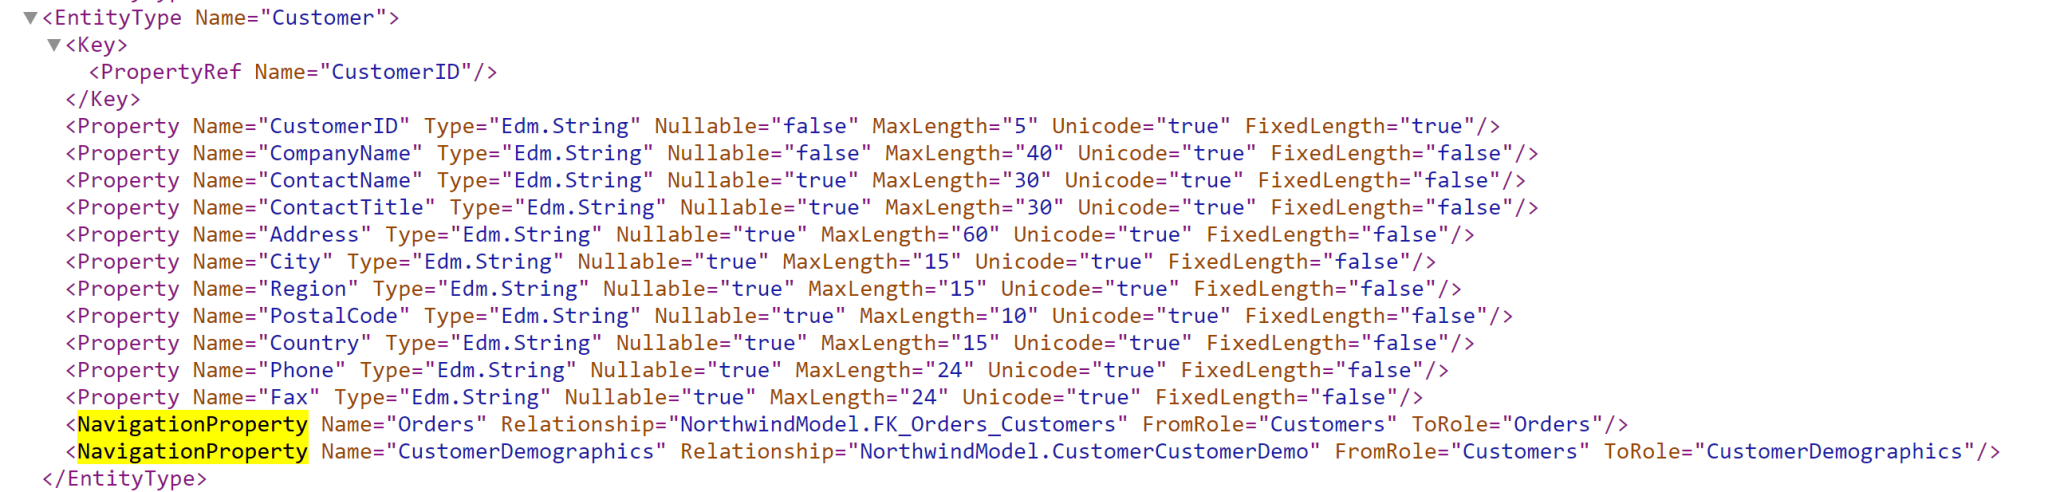 <EntityType Name="Customer">
<Key>
<PropertyRef Name="CustomerID"/>
</Key>
<Property Name="CustomerID" Type="Edm.String" Nullable="false" MaxLength="5" Unicode="true" FixedLength="true"/>
<Property Name="CompanyName" Type="Edm.String" Nullable="false" MaxLength="40" Unicode="true" FixedLength="false"/>
<Property Name="ContactName" Type="Edm.String" Nullable="true" MaxLength="30" Unicode="true" FixedLength="false"/>
<Property Name="ContactTitle" Type="Edm.String" Nullable="true" MaxLength="30" Unicode="true" FixedLength="false"/>
<Property Name="Address" Type="Edm.String" Nullable="true" MaxLength="60" Unicode="true" FixedLength="false"/>
<Property Name="City" Type="Edm.String" Nullable="true" MaxLength="15" Unicode="true" FixedLength="false"/>
<Property Name="Region" Type="Edm.String" Nullable="true" MaxLength="15" Unicode="true" FixedLength="false"/>
<Property Name="PostalCode" Type="Edm.String" Nullable="true" MaxLength="10" Unicode="true" FixedLength="false"/>
<Property Name="Country" Type="Edm.String" Nullable="true" MaxLength="15" Unicode="true" FixedLength="false"/>
<Property Name="Phone" Type="Edm.String" Nullable="true" MaxLength="24" Unicode="true" FixedLength="false"/>
<Property Name="Fax" Type="Edm.String" Nullable="true" MaxLength="24" Unicode="true" FixedLength="false"/>
<NavigationProperty Name="Orders" Relationship="NorthwindModel.FK_Orders_Customers" FromRole="Customers" ToRole="Orders"/>
<NavigationProperty Name="CustomerDemographics" Relationship="NorthwindModel.CustomerCustomerDemo" FromRole="Customers" ToRole="CustomerDemographics"/>
</EntityType>